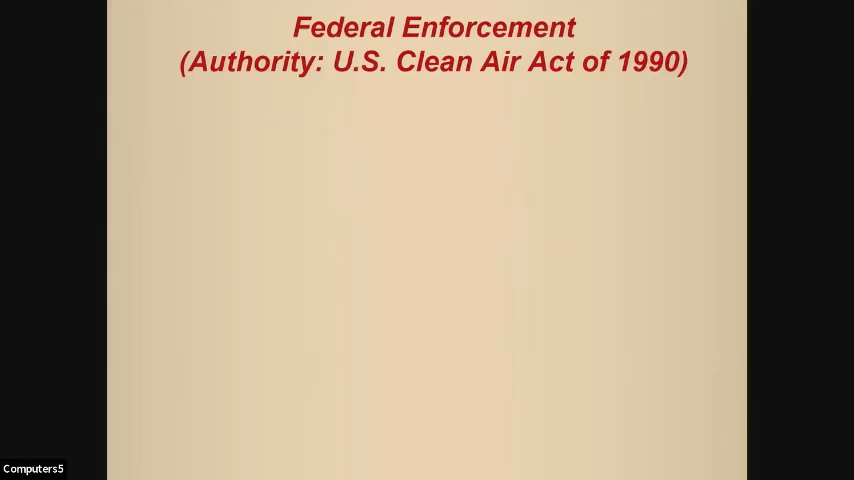 Federal Enforcement
(Authority: U.S. Clean Air Act of 1990)
Computers5